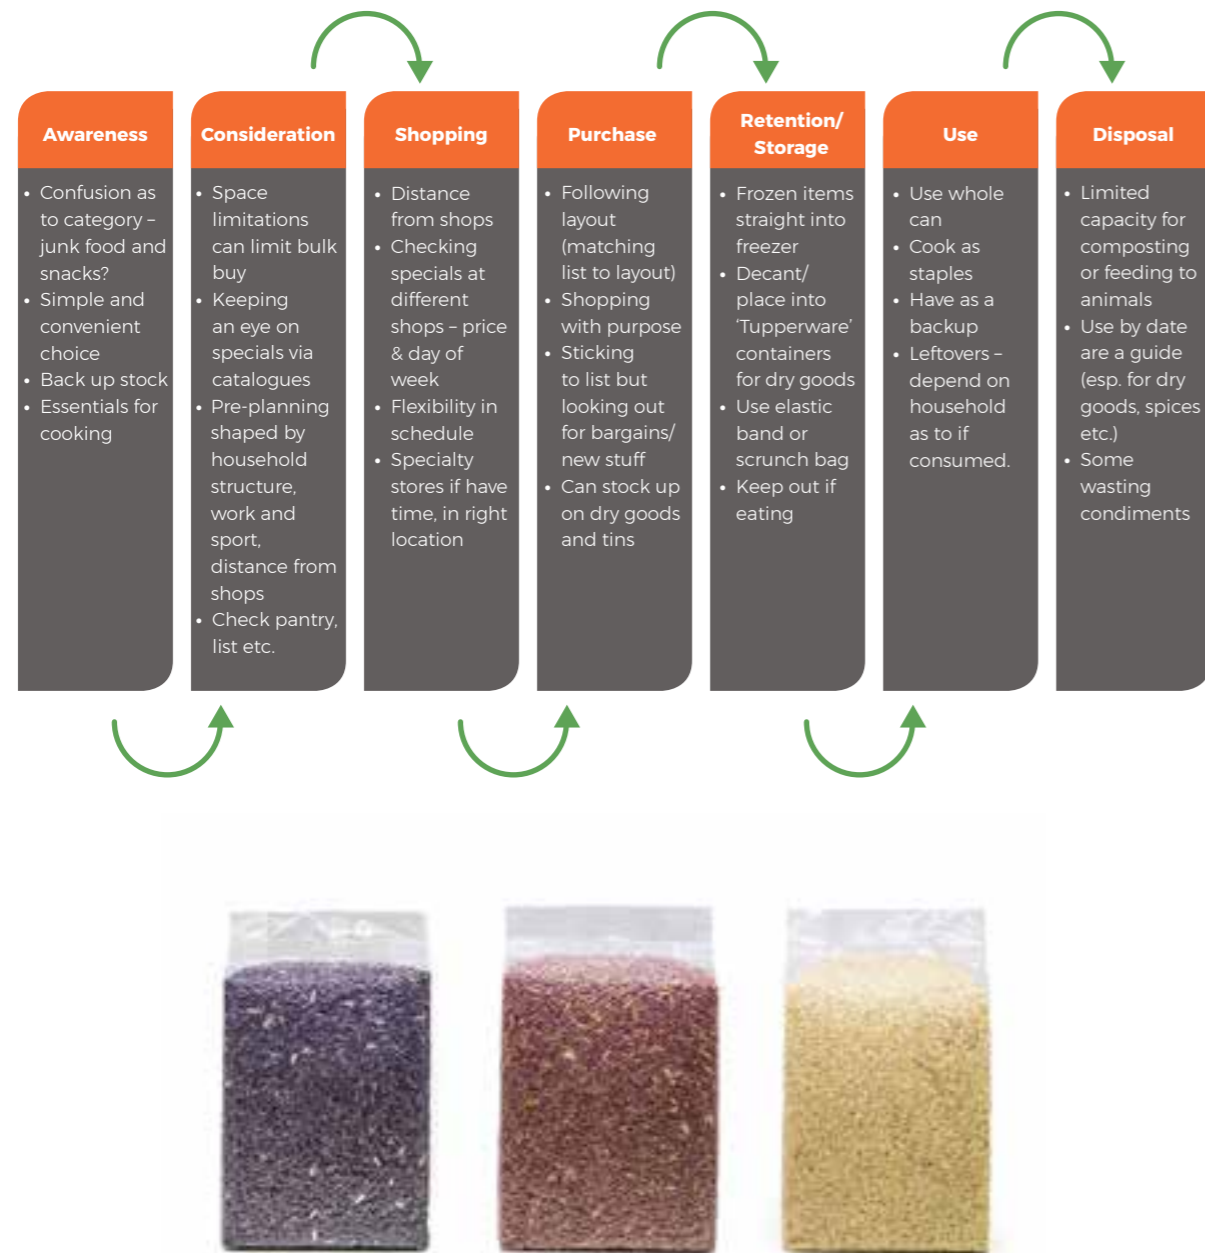 Awareness
• Confusion as
to category –
junk food and
snacks?
• Simple and
convenient
choice
• Back up stock
• Essentials for
cooking
Consideration
• Space
limitations
can limit bulk
buy
• Keeping
an eye on
specials via
catalogues
• Pre-planning
shaped by
household
structure,
work and
sport,
distance from
shops
• Check pantry,
list etc.
Shopping
• Distance
from shops
• Checking
specials at
different
shops – price
& day of
week
• Flexibility in
schedule
• Specialty
stores if have
time, in right
location
Purchase
• Following
layout
(matching
list to layout)
• Shopping
with purpose
• Sticking
to list but
looking out
for bargains/
new stuff
• Can stock up
on dry goods
and tins
Retention/
Storage
• Frozen items
straight into
freezer
• Decant/
place into
‘Tupperware’
containers
for dry goods
• Use elastic
band or
scrunch bag
• Keep out if
eating
Use
• Use whole
can
• Cook as
staples
• Have as a
backup
• Leftovers –
depend on
household
as to if
consumed.
Disposal
• Limited
capacity for
composting
or feeding to
animals
• Use by date
are a guide
(esp. for dry
goods, spices
etc.)
• Some
wasting
condiments